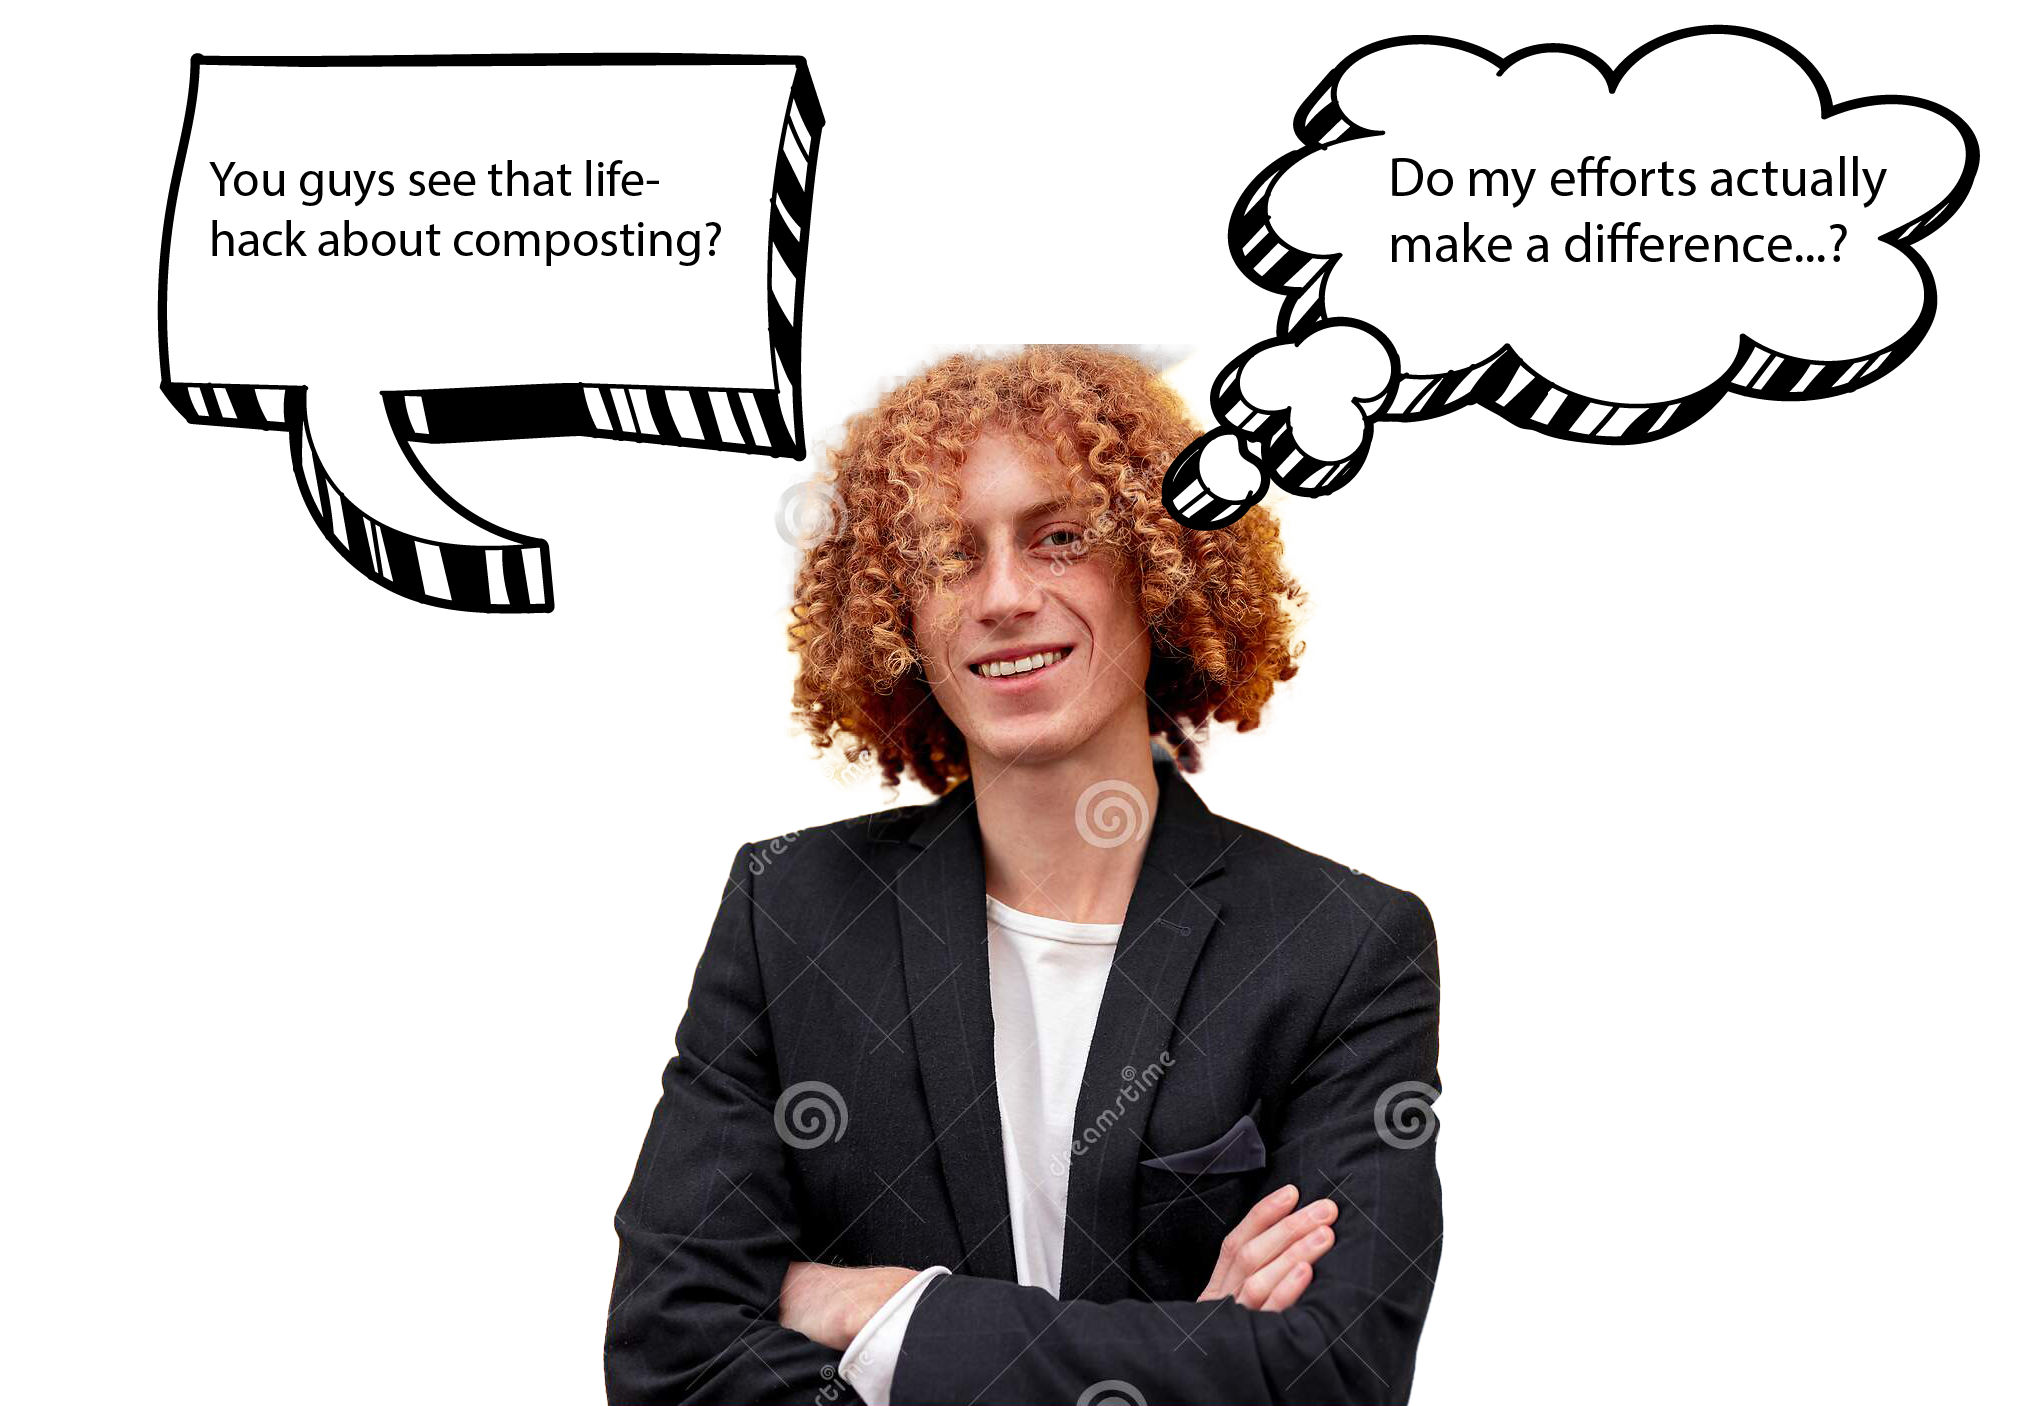 You guys see that life-
hack about composting?
Do my efforts actually
make a difference...?
dreamstime